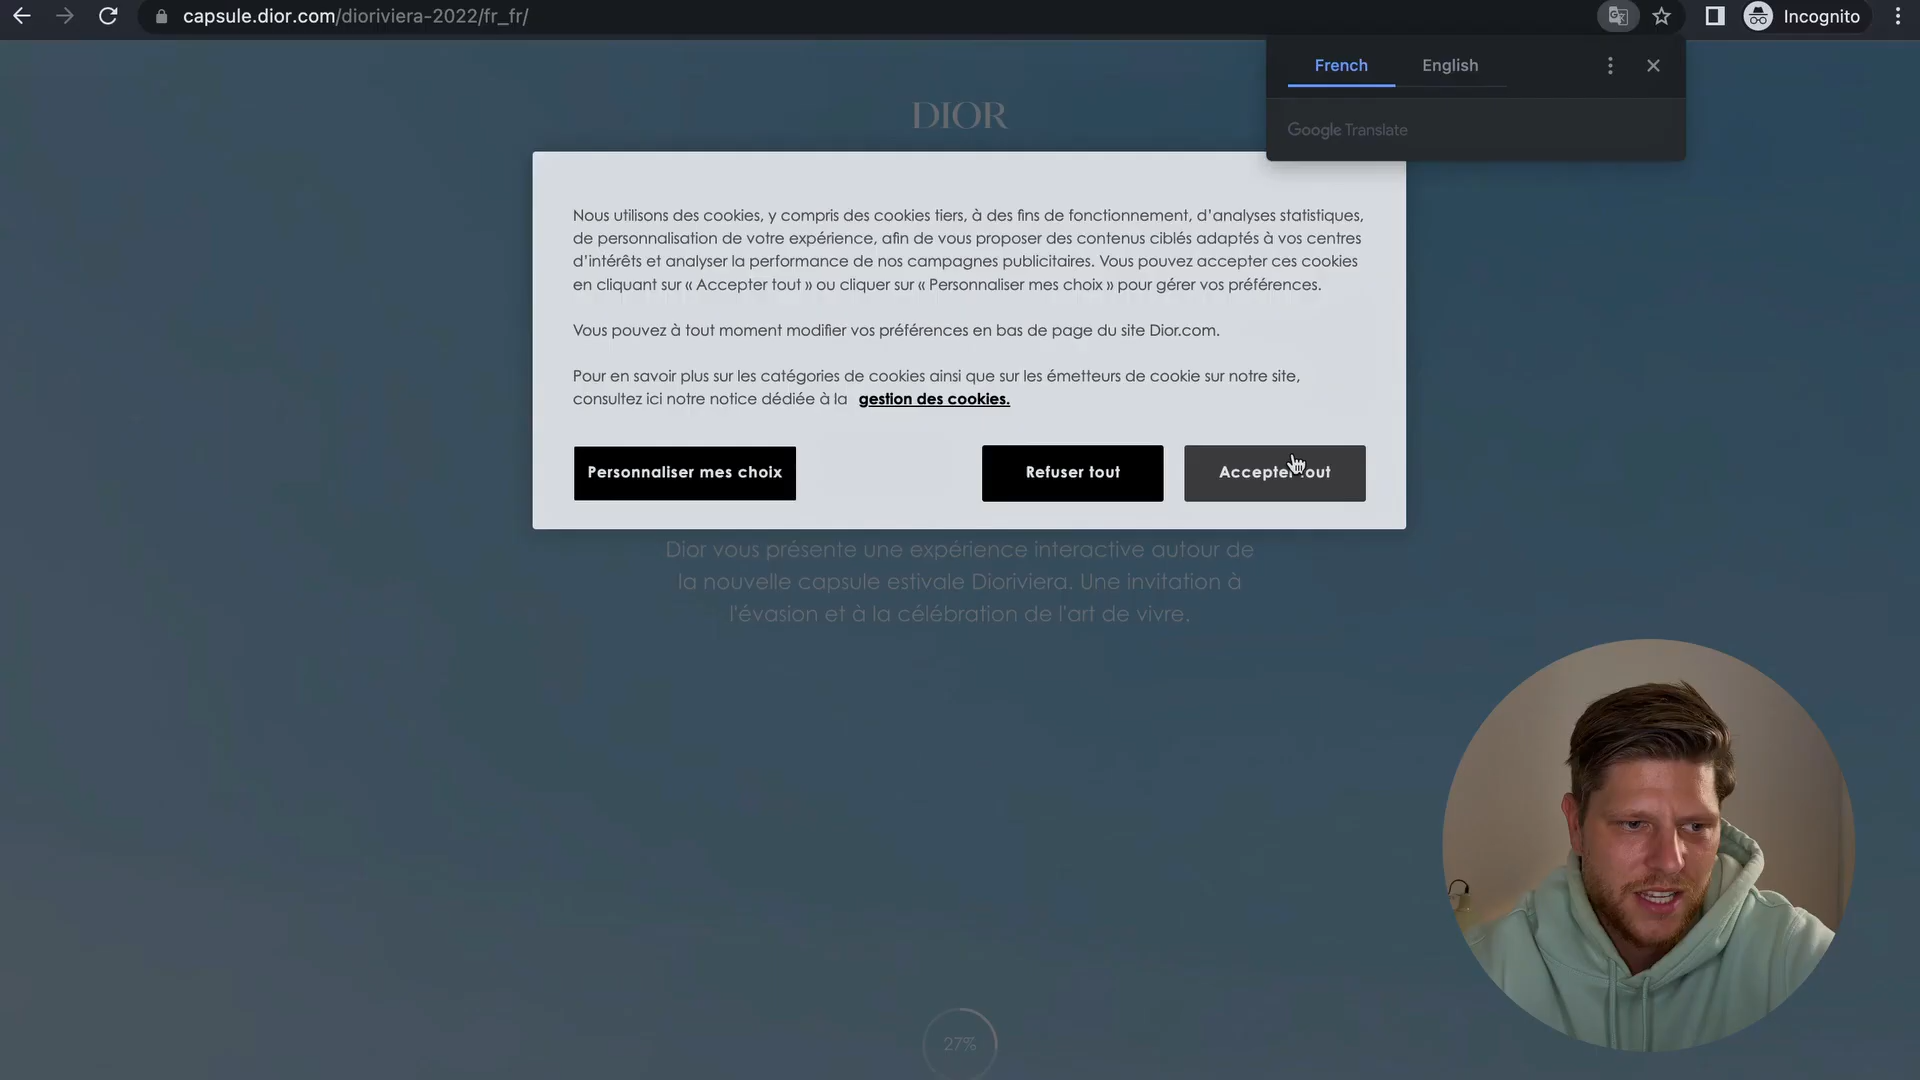 capsule.dior.com/dioriviera-2022/fr_fr/
Incognito
French
English
Google Translate
DIOR
Nous utilisons des cookies, y compris des cookies tiers, à des fins de fonctionnement, d’analyses statistiques,
de personnalisation de votre expérience, afin de vous proposer des contenus ciblés adaptés à vos centres
d’intérêts et analyser la performance de nos campagnes publicitaires. Vous pouvez accepter ces cookies
en cliquant sur « Accepter tout » ou cliquer sur « Personnaliser mes choix » pour gérer vos préférences.
Vous pouvez à tout moment modifier vos préférences en bas de page du site Dior.com.
Pour en savoir plus sur les catégories de cookies ainsi que sur les émetteurs de cookie sur notre site,
consultez ici notre notice dédiée à la gestion des cookies.
Personnaliser mes choix
Refuser tout
Accepter tout
Dior vous présente une expérience interactive autour de
la nouvelle capsule estivale Dioriviera. Une invitation à
l'évasion et à la célébration de l'art de vivre.
27%